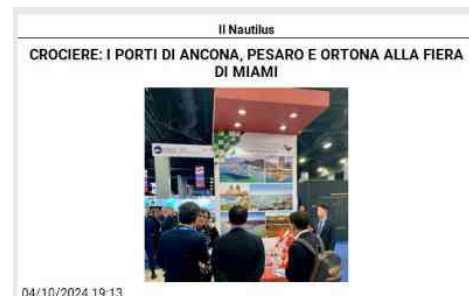 Il Nautilus
CROCIERE: I PORTI DI ANCONA, PESARO E ORTONA ALLA FIERA
DI MIAMI
04/10/2024 19:13